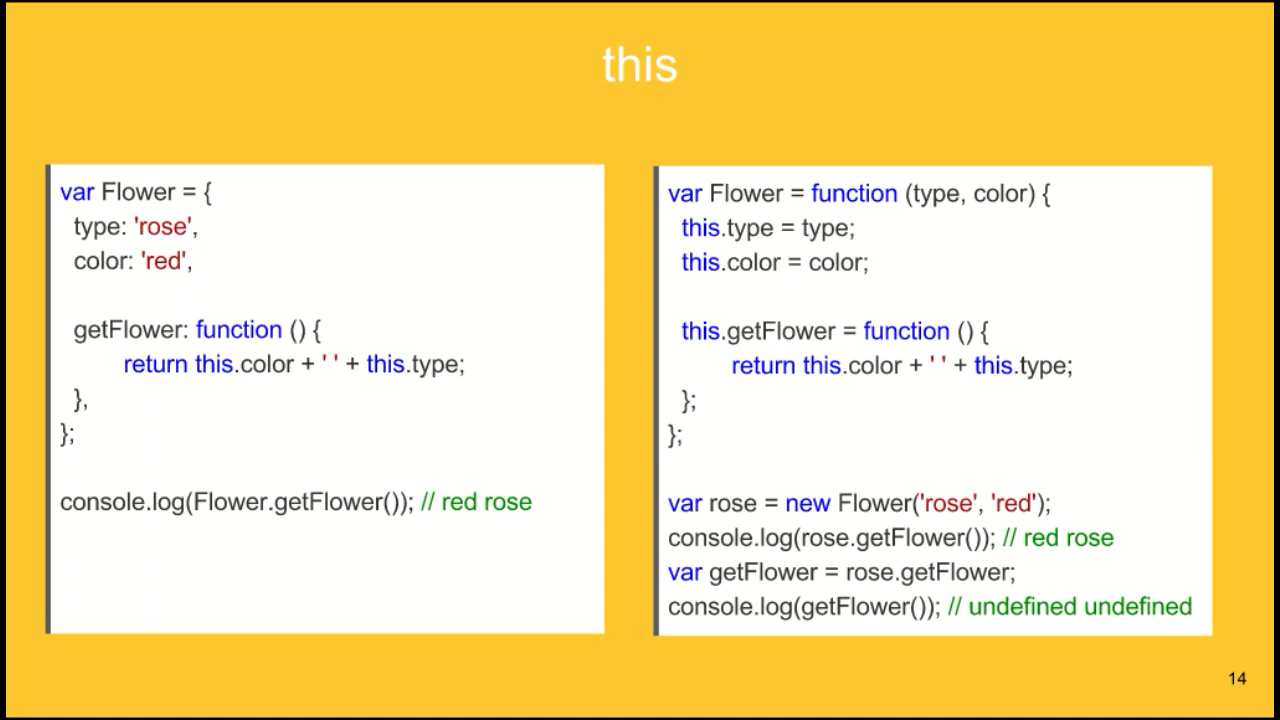 this
var Flower = {
type: 'rose',
color: 'red',
getFlower: function () {
return this.color + ' ' + this.type;
},
};
console.log(Flower.getFlower()); // red rose
var Flower = function (type, color) {
this.type = type;
this.color = color;
this.getFlower = function () {
return this.color + ' ' + this.type;
};
};
var rose = new Flower('rose', 'red');
console.log(rose.getFlower()); // red rose
var getFlower = rose.getFlower;
console.log(getFlower()); // undefined undefined
14